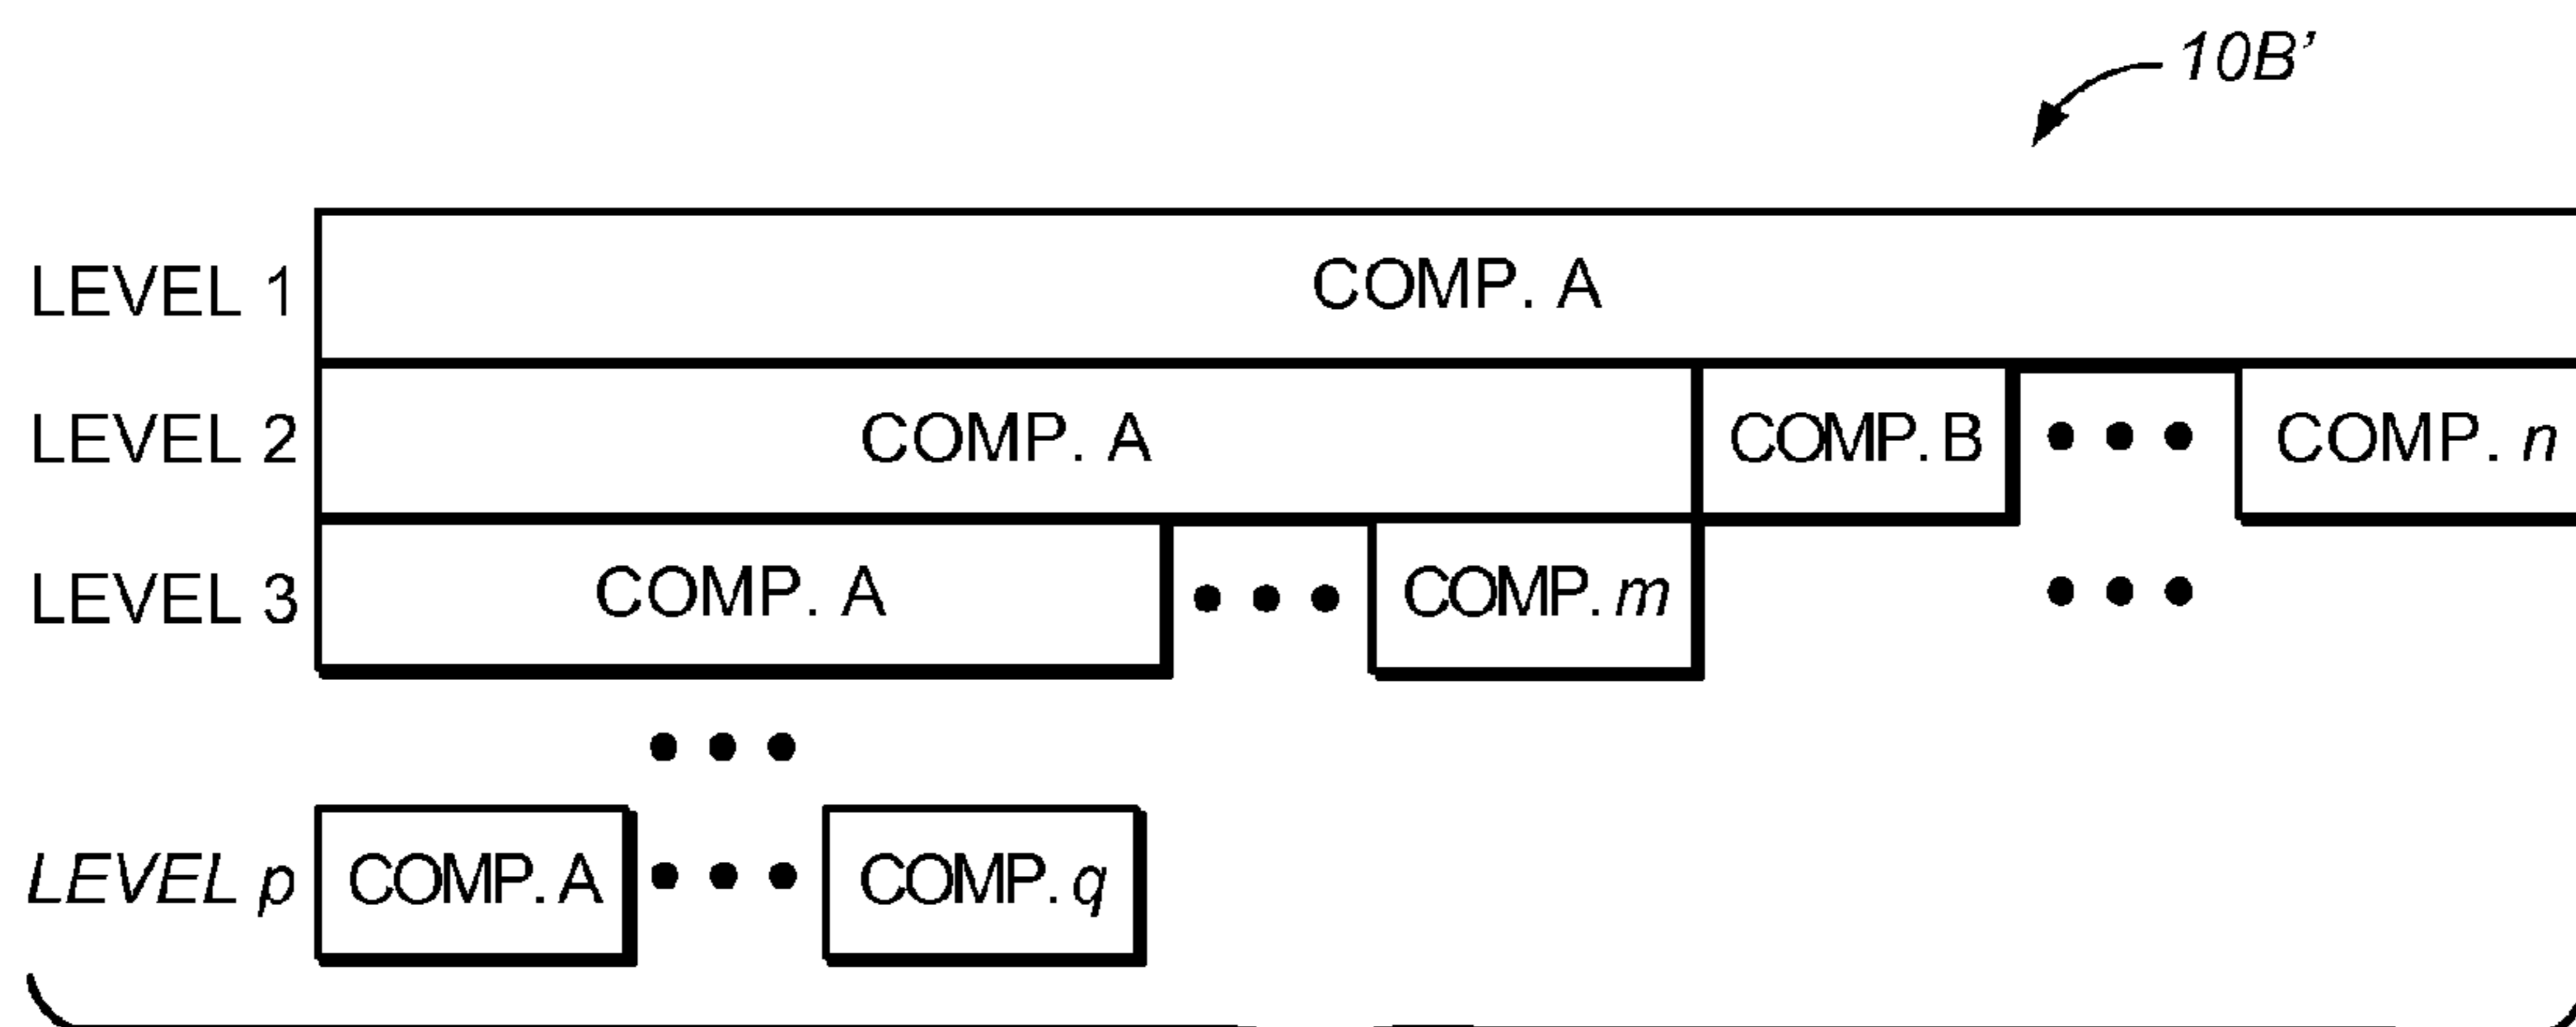 10B’
LEVEL 1 COMP. A
LEVEL 2 COMP. A COMP. B ● ● ● COMP. n
LEVEL 3 COMP. A ● ● ● COMP. m ● ● ●
● ● ●
LEVEL p COMP. A ● ● ● COMP. q